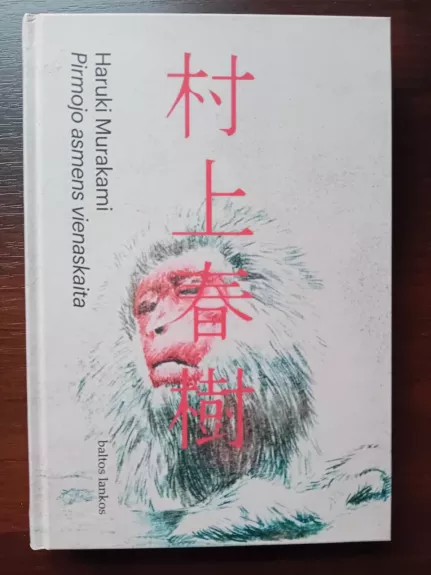 村上春樹
Haruki Murakami
Pirmojo asmens vienaskaita
baltos lankos